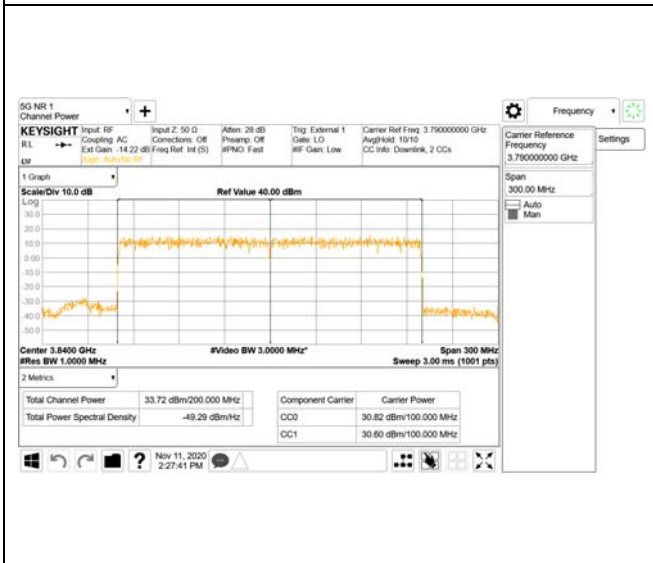 5G NR 1
Channel Power
Frequency
KEYSIGHT
RL
Input: RF
Coupling: AC
Ext Gain: -14.22 dB
Align: Auto/No RF
Input Z: 50 Ω
Corrections: Off
Freq Ref: Int (S)
Atten: 28 dB
Preamp: Off
#PNO: Fast
Trig: External 1
Gate: LO
#IF Gain: Low
Carrier Ref Freq: 3.790000000 GHz
Avg|Hold: 10/10
CC Info: Downlink, 2 CCs
Carrier Reference
Frequency
3.790000000 GHz
Settings
Span
300.00 MHz
Auto
Man
1 Graph
Scale/Div 10.0 dB
Ref Value 40.00 dBm
Log
30.0
20.0
10.0
0.00
-10.0
-20.0
-30.0
-40.0
-50.0
Center 3.8400 GHz
#Video BW 3.0000 MHz*
Span 300 MHz
#Res BW 1.0000 MHz
Sweep 3.00 ms (1001 pts)
2 Metrics
Total Channel Power 33.72 dBm/200.000 MHz
Total Power Spectral Density -49.29 dBm/Hz
Component Carrier Carrier Power
CC0 30.82 dBm/100.000 MHz
CC1 30.60 dBm/100.000 MHz
Nov 11, 2020
2:27:41 PM